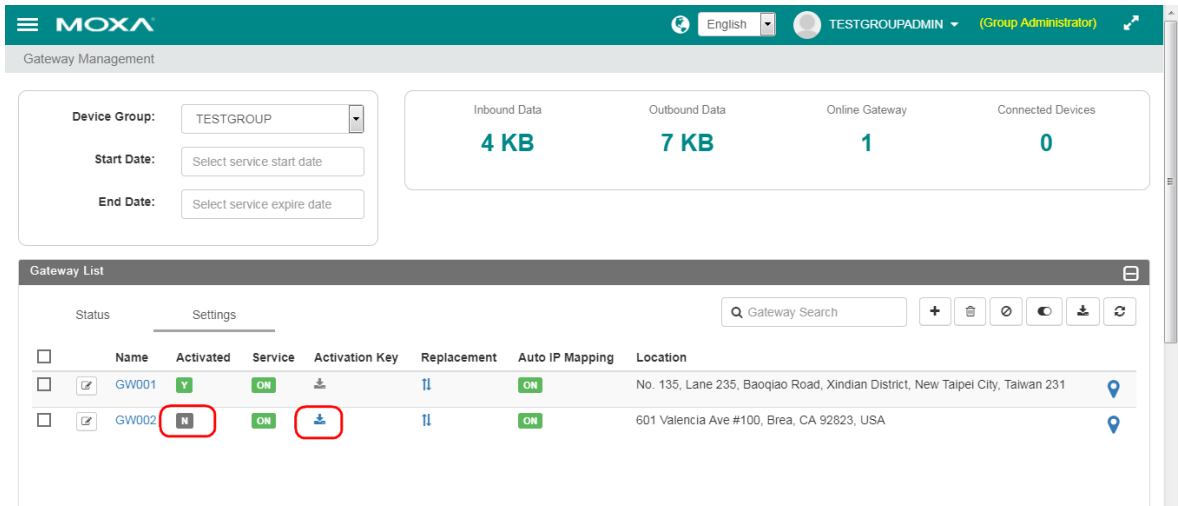 MOXA English TESTGROUPADMIN (Group Administrator)
Gateway Management
Device Group: TESTGROUP
Start Date: Select service start date
End Date: Select service expire date
Inbound Data Outbound Data Online Gateway Connected Devices
4 KB 7 KB 1 0
Gateway List
Status Settings Gateway Search
Name Activated Service Activation Key Replacement Auto IP Mapping Location
GW001 Y ON ON No. 135, Lane 235, Baoqiao Road, Xindian District, New Taipei City, Taiwan 231
GW002 N ON ON 601 Valencia Ave #100, Brea, CA 92823, USA